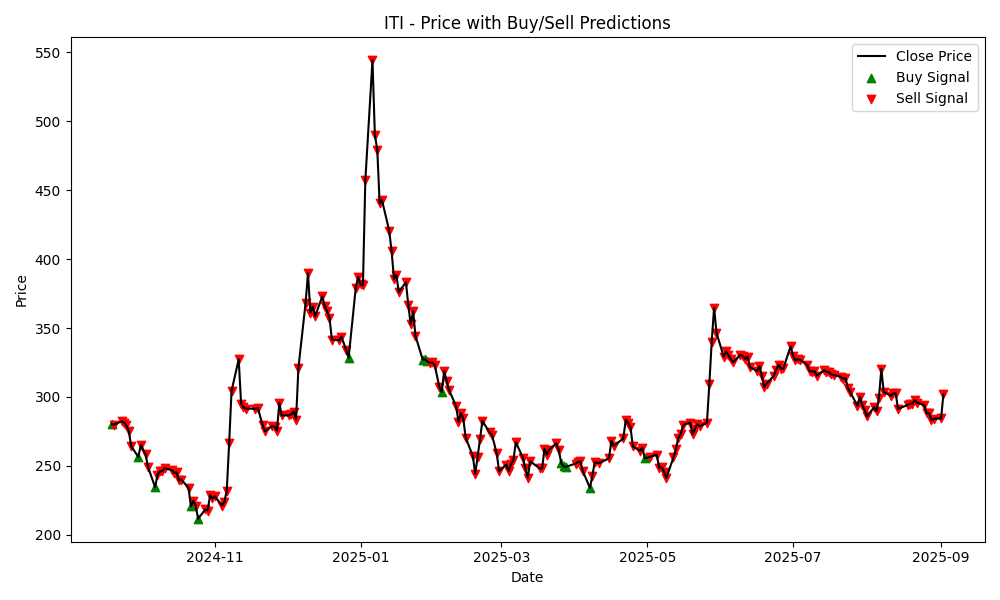 ITI - Price with Buy/Sell Predictions
Close Price
Buy Signal
Sell Signal
Price
550
500
450
400
350
300
250
200
2024-11
2025-01
2025-03
2025-05
2025-07
2025-09
Date